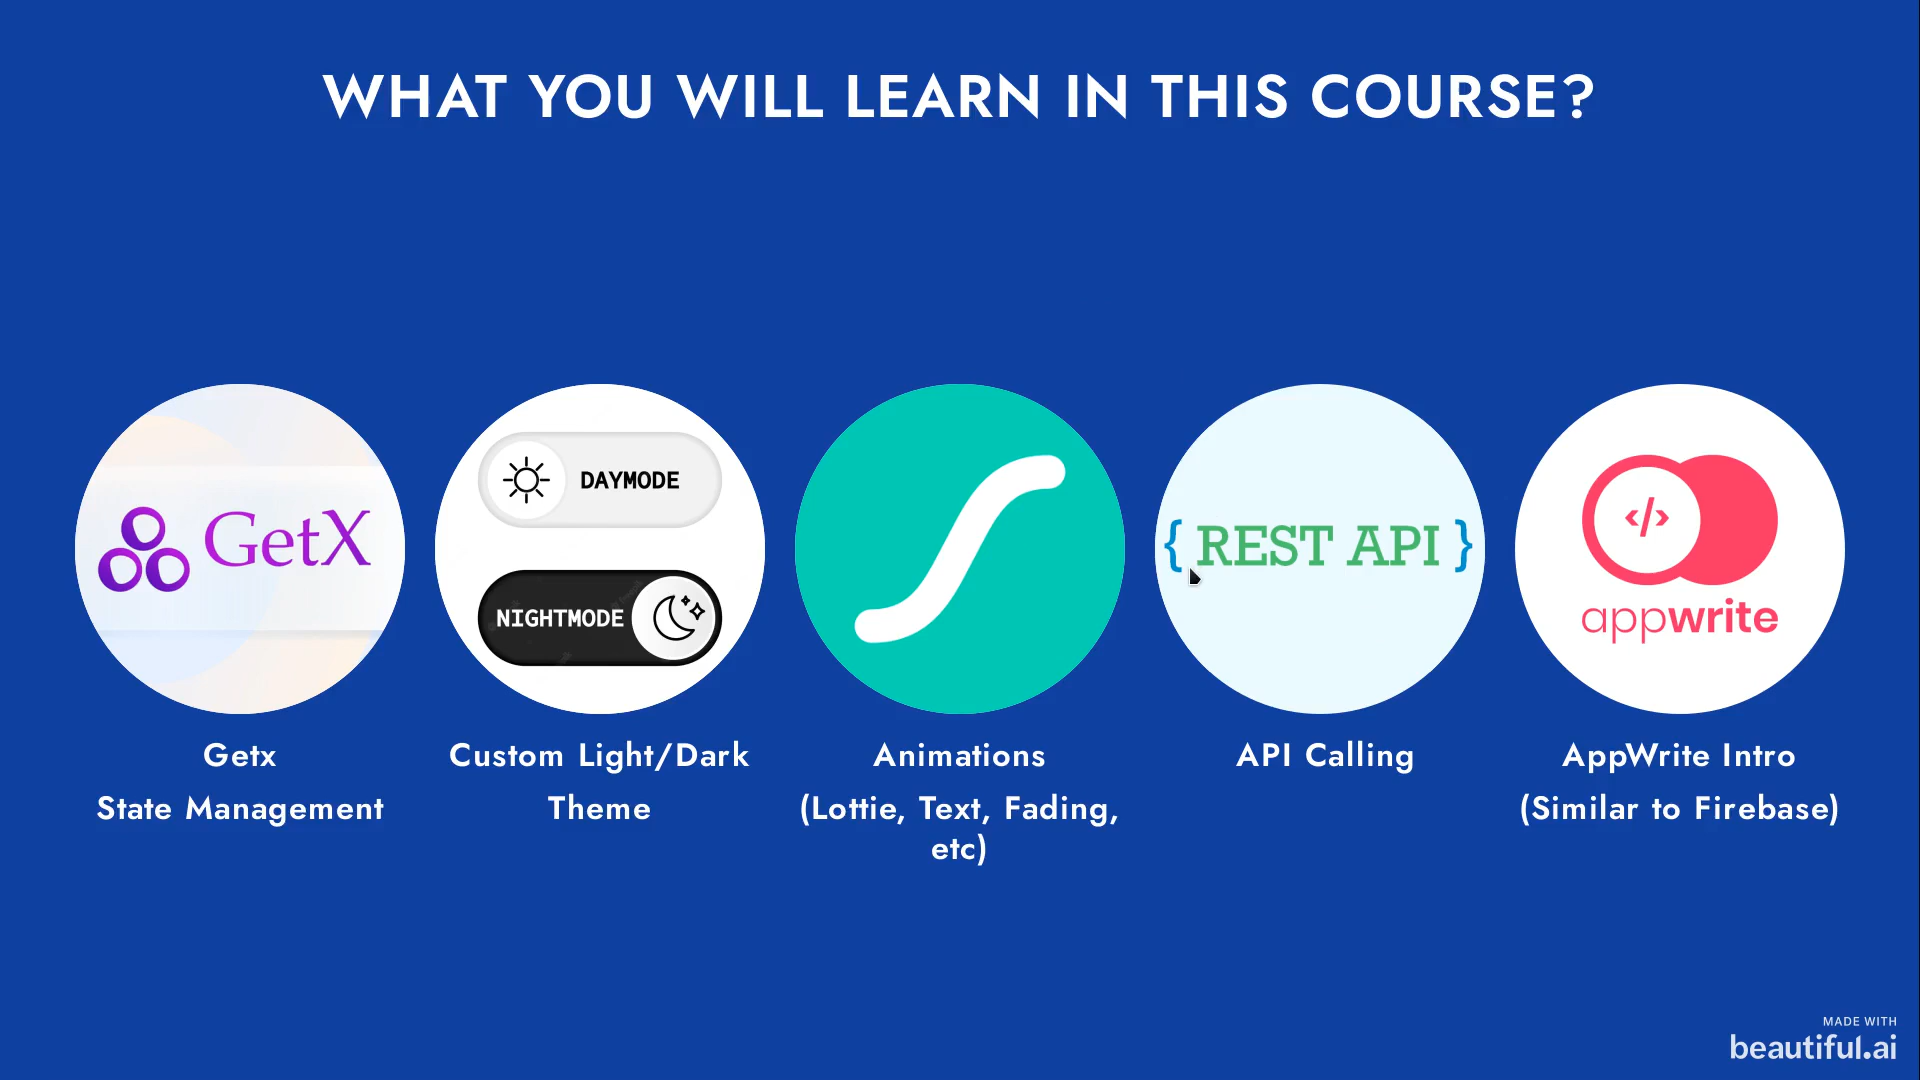 WHAT YOU WILL LEARN IN THIS COURSE?
GetX
DAYMODE
NIGHTMODE
{ REST API }
</>
appwrite
Getx
State Management
Custom Light/Dark
Theme
Animations
(Lottie, Text, Fading,
etc)
API Calling
AppWrite Intro
(Similar to Firebase)
MADE WITH
beautiful.ai